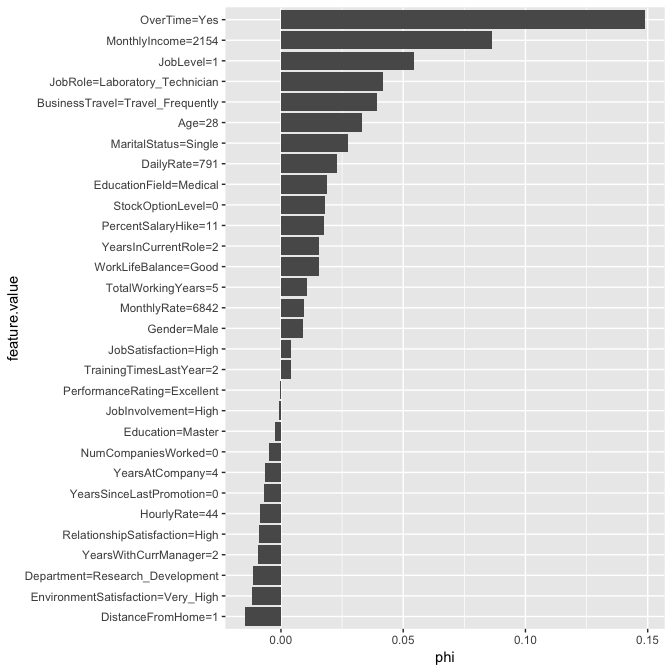 OverTime=Yes
MonthlyIncome=2154
JobLevel=1
JobRole=Laboratory_Technician
BusinessTravel=Travel_Frequently
Age=28
MaritalStatus=Single
DailyRate=791
EducationField=Medical
StockOptionLevel=0
PercentSalaryHike=11
YearsInCurrentRole=2
WorkLifeBalance=Good
TotalWorkingYears=5
MonthlyRate=6842
Gender=Male
JobSatisfaction=High
TrainingTimesLastYear=2
PerformanceRating=Excellent
JobInvolvement=High
Education=Master
NumCompaniesWorked=0
YearsAtCompany=4
YearsSinceLastPromotion=0
HourlyRate=44
RelationshipSatisfaction=High
YearsWithCurrManager=2
Department=Research_Development
EnvironmentSatisfaction=Very_High
DistanceFromHome=1
feature.value
0.00 0.05 0.10 0.15
phi